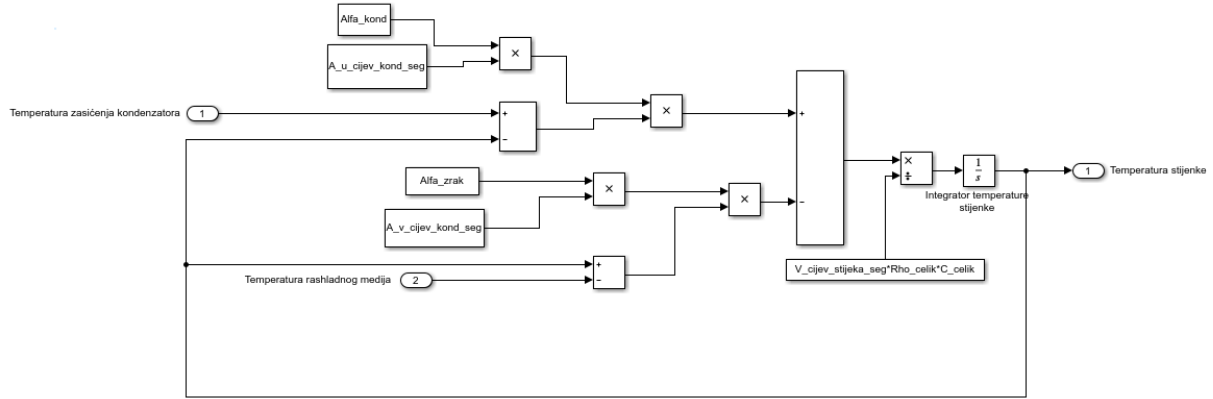 Alfa_kond
×
A_u_cijev_kond_seg
Temperatura zasićenja kondenzatora
1
+
−
×
+
Alfa_zrak
×
A_v_cijev_kond_seg
×
−
×
÷
1
s
Integrator temperature
stijenke
1
Temperatura stijenke
+
−
Temperatura rashladnog medija
2
V_cijev_stijeka_seg*Rho_celik*C_celik